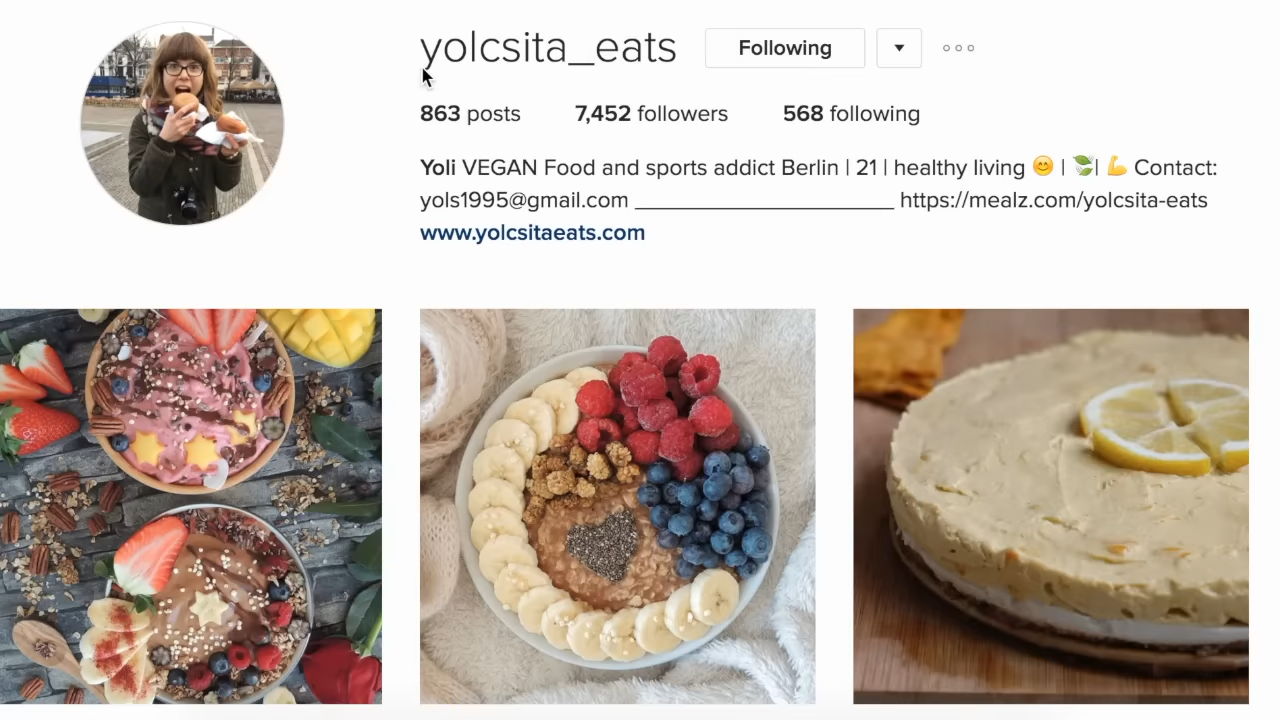 yolcsita_eats Following
863 posts 7,452 followers 568 following
Yoli VEGAN Food and sports addict Berlin | 21 | healthy living 😊 | 🍃| 💪 Contact:
yols1995@gmail.com ______________________ https://mealz.com/yolcsita-eats
www.yolcsitaeats.com